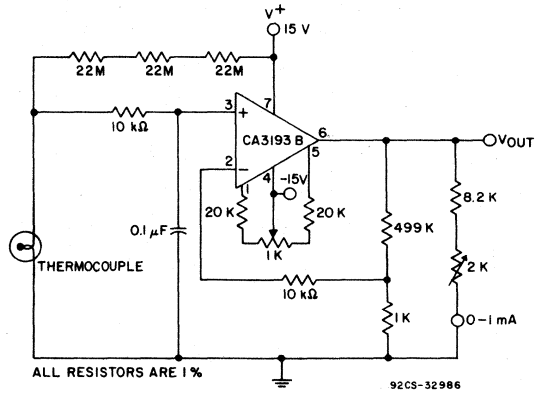 V+
15 V
22M 22M 22M
3
7
10 kΩ
+
CA3193 B
6
VOUT
2
−
5
4
-15V
1
8.2 K
20 K
20 K
499 K
0.1 µF
1K
2 K
THERMOCOUPLE
10 kΩ
1 K
0-1 mA
ALL RESISTORS ARE 1 %
92CS-32986